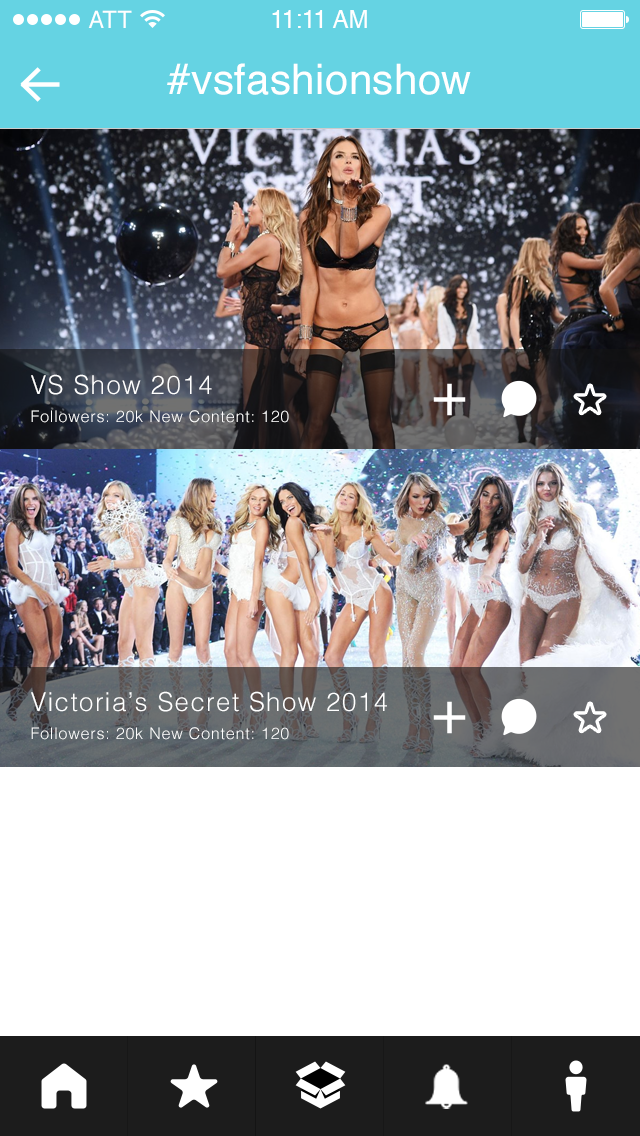 ATT 11:11 AM
#vsfashionshow
VICTORIA'S
SECRET
VS Show 2014
Followers: 20k New Content: 120
Victoria’s Secret Show 2014
Followers: 20k New Content: 120